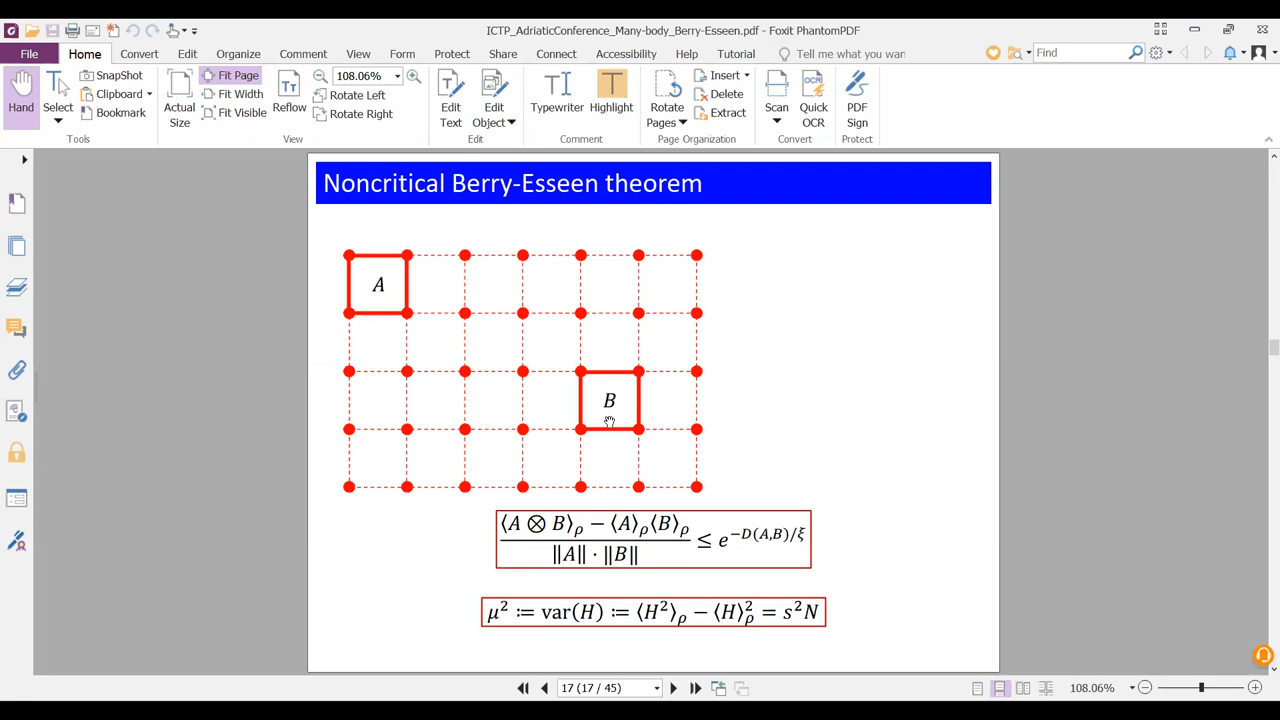 ICTP_AdriaticConference_Many-body_Berry-Esseen.pdf - Foxit PhantomPDF
File Home Convert Edit Organize Comment View Form Protect Share Connect Accessibility Help Tutorial Tell me what you want to do Find
Hand
Select
SnapShot
Clipboard
Bookmark
Tools
Actual Size
Fit Page
Fit Width
Fit Visible
Reflow
108.06%
Rotate Left
Rotate Right
View
Edit Text
Edit Object
Edit
Typewriter
Highlight
Comment
Rotate Pages
Insert
Delete
Extract
Page Organization
Scan
Quick OCR
Convert
PDF Sign
Protect
Noncritical Berry-Esseen theorem
A
B
(⟨A ⊗ B⟩_ρ − ⟨A⟩_ρ⟨B⟩_ρ) / (‖A‖ · ‖B‖) ≤ e^{−D(A,B)/ξ}
μ² ≔ var(H) ≔ ⟨H²⟩_ρ − ⟨H⟩²_ρ = s²N
17 (17 / 45)
108.06%